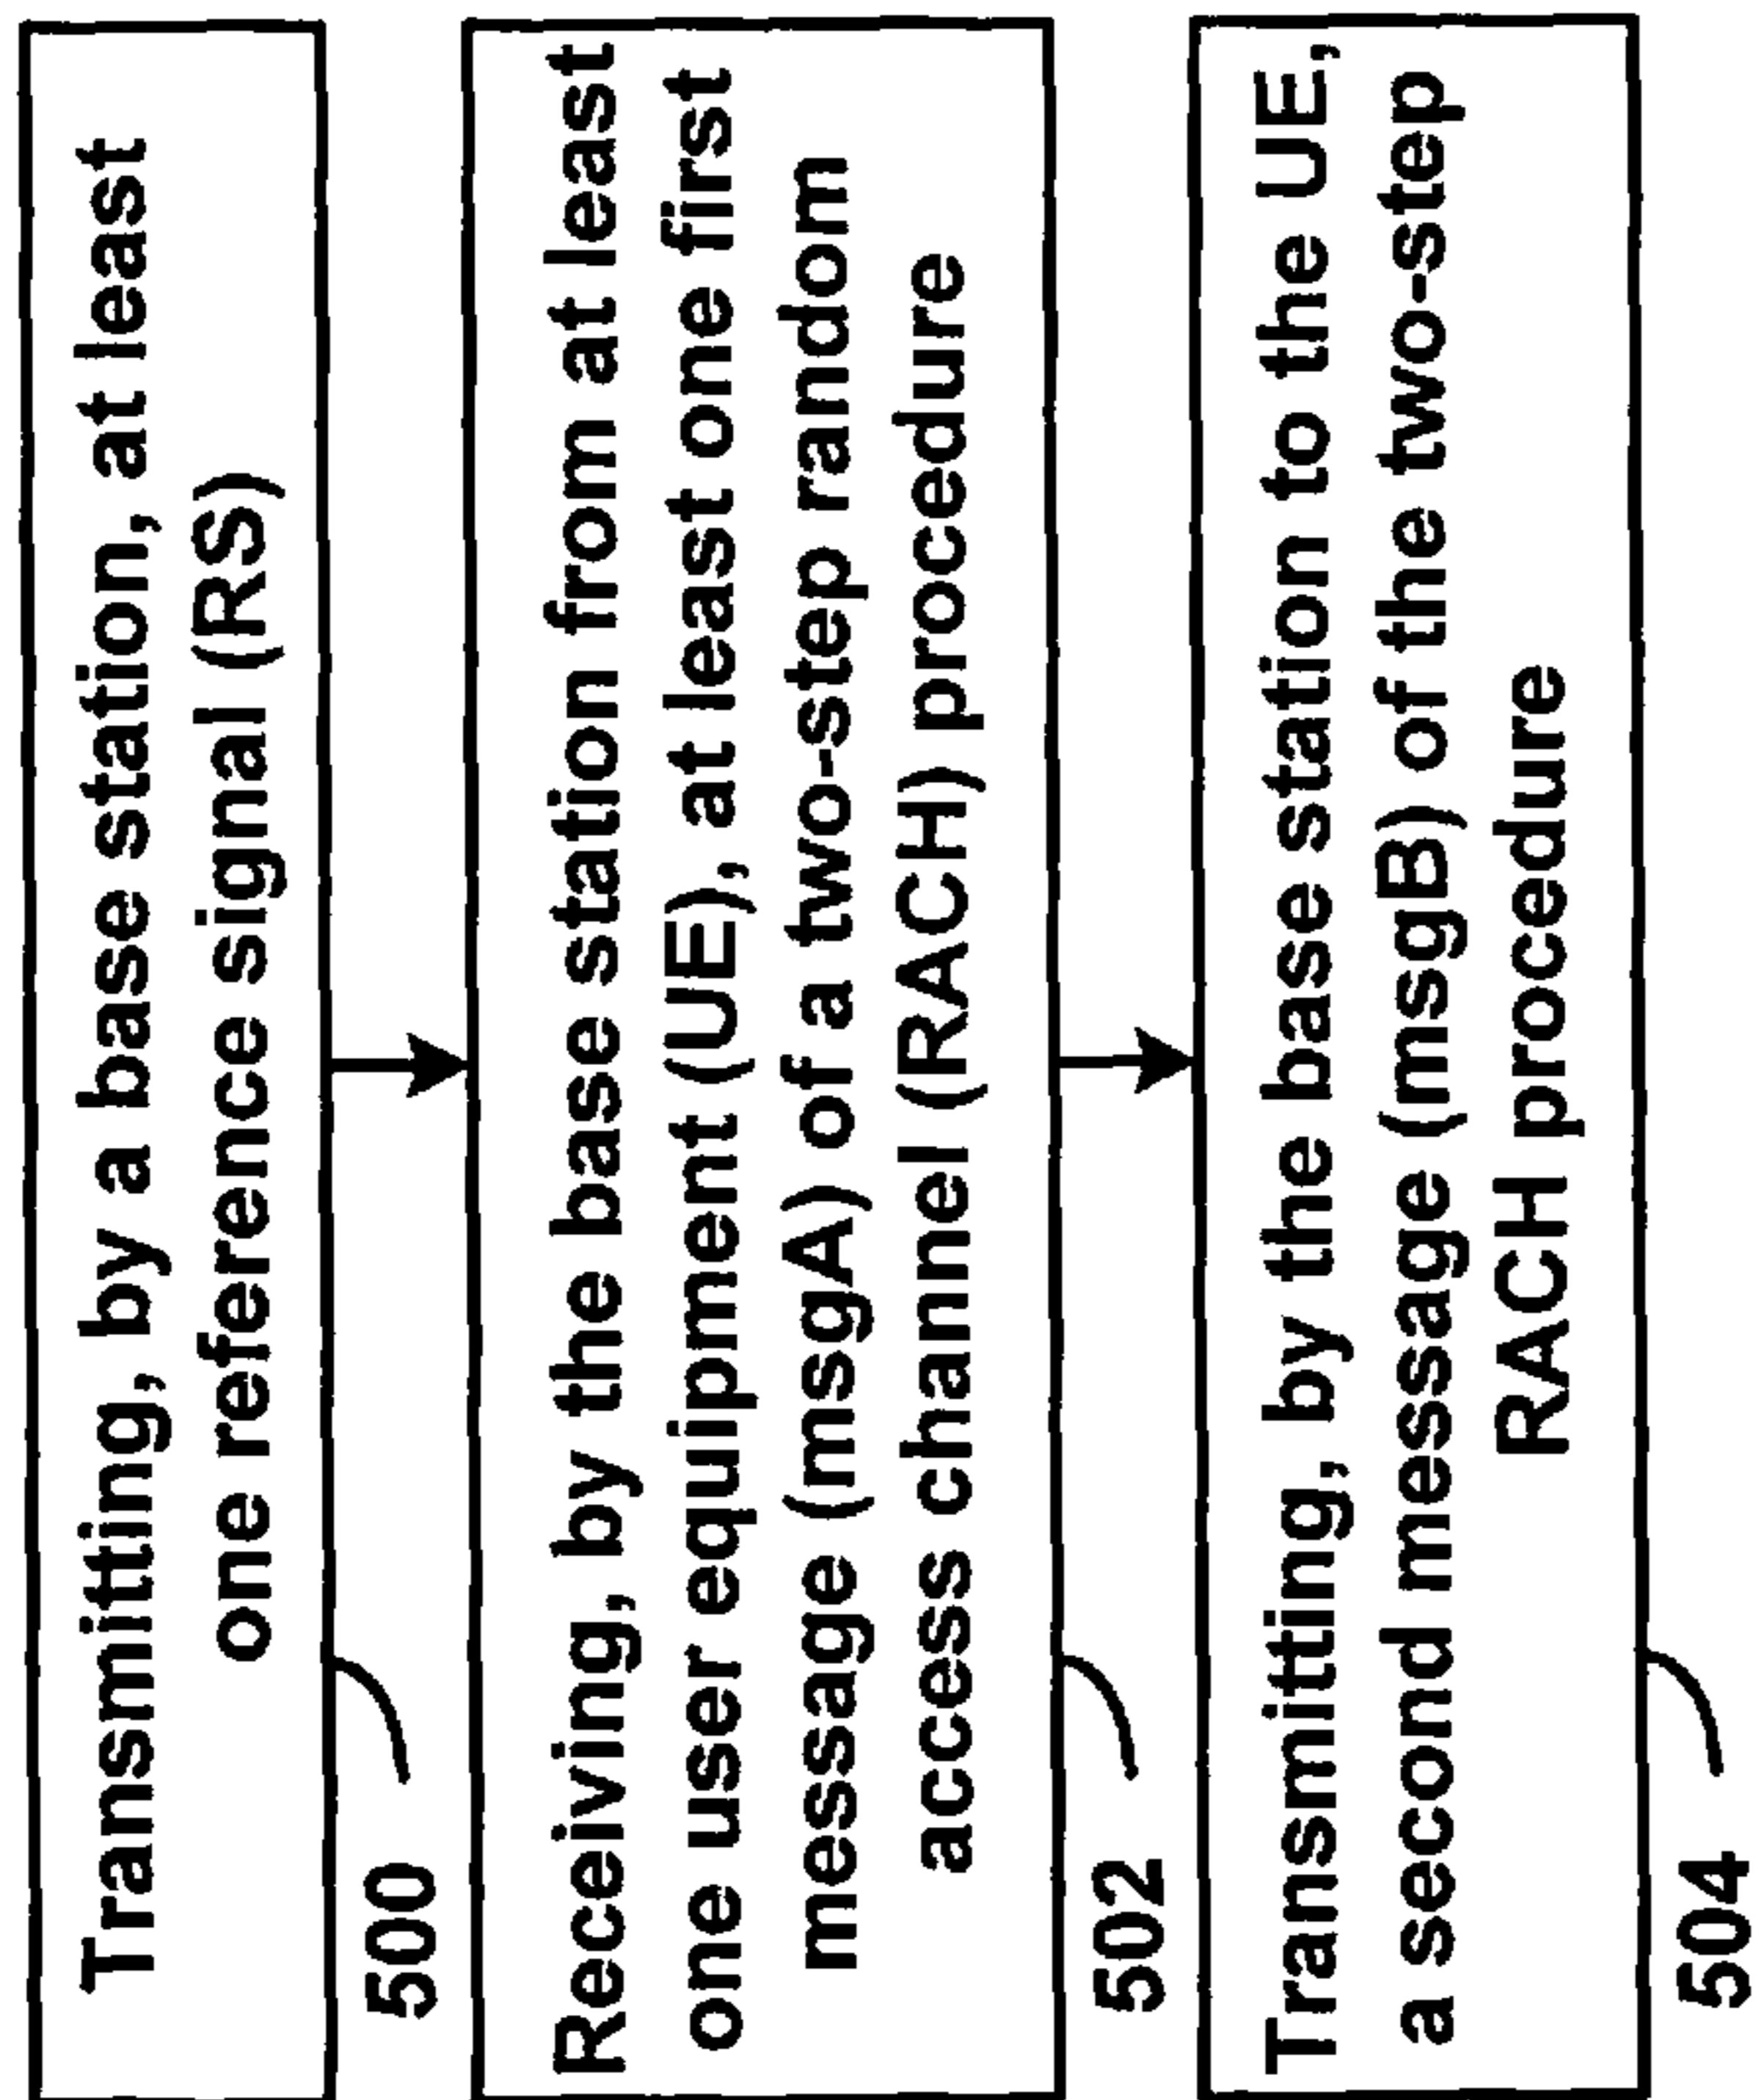 Transmitting, by a base station, at least
one reference signal (RS)
500
Receiving, by the base station from at least
one user equipment (UE), at least one first
message (msgA) of a two-step random
access channel (RACH) procedure
502
Transmitting, by the base station to the UE,
a second message (msgB) of the two-step
RACH procedure
504